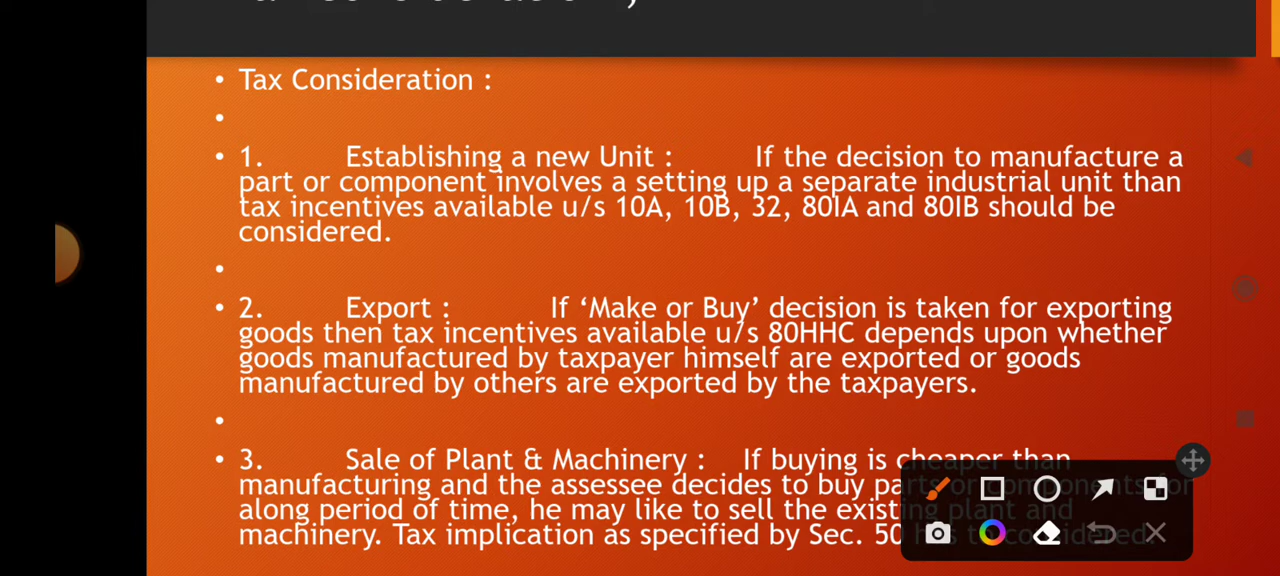 Tax Consideration :
1. Establishing a new Unit : If the decision to manufacture a
part or component involves a setting up a separate industrial unit than
tax incentives available u/s 10A, 10B, 32, 80IA and 80IB should be
considered.
2. Export : If ‘Make or Buy’ decision is taken for exporting
goods then tax incentives available u/s 80HHC depends upon whether
goods manufactured by taxpayer himself are exported or goods
manufactured by others are exported by the taxpayers.
3. Sale of Plant & Machinery : If buying is cheaper than
manufacturing and the assessee decides to buy parts or components for
along period of time, he may like to sell the existing plant and
machinery. Tax implication as specified by Sec. 50 has to considered.